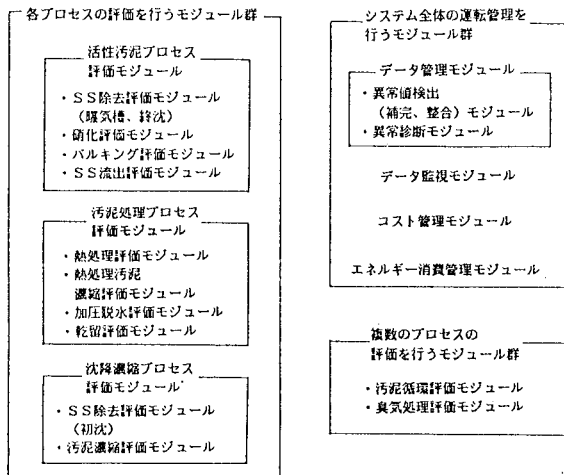 各プロセスの評価を行うモジュール群
活性汚泥プロセス
評価モジュール
・SS除去評価モジュール
（曝気槽、終沈）
・硝化評価モジュール
・バルキング評価モジュール
・SS流出評価モジュール
汚泥処理プロセス
評価モジュール
・熱処理評価モジュール
・熱処理汚泥
濃縮評価モジュール
・加圧脱水評価モジュール
・乾留評価モジュール
沈降濃縮プロセス
評価モジュール
・SS除去評価モジュール
（初沈）
・汚泥濃縮評価モジュール
システム全体の運転管理を
行うモジュール群
データ管理モジュール
・異常値検出
（補完、整合）モジュール
・異常診断モジュール
データ監視モジュール
コスト管理モジュール
エネルギー消費管理モジュール
複数のプロセスの
評価を行うモジュール群
・汚泥循環評価モジュール
・臭気処理評価モジュール